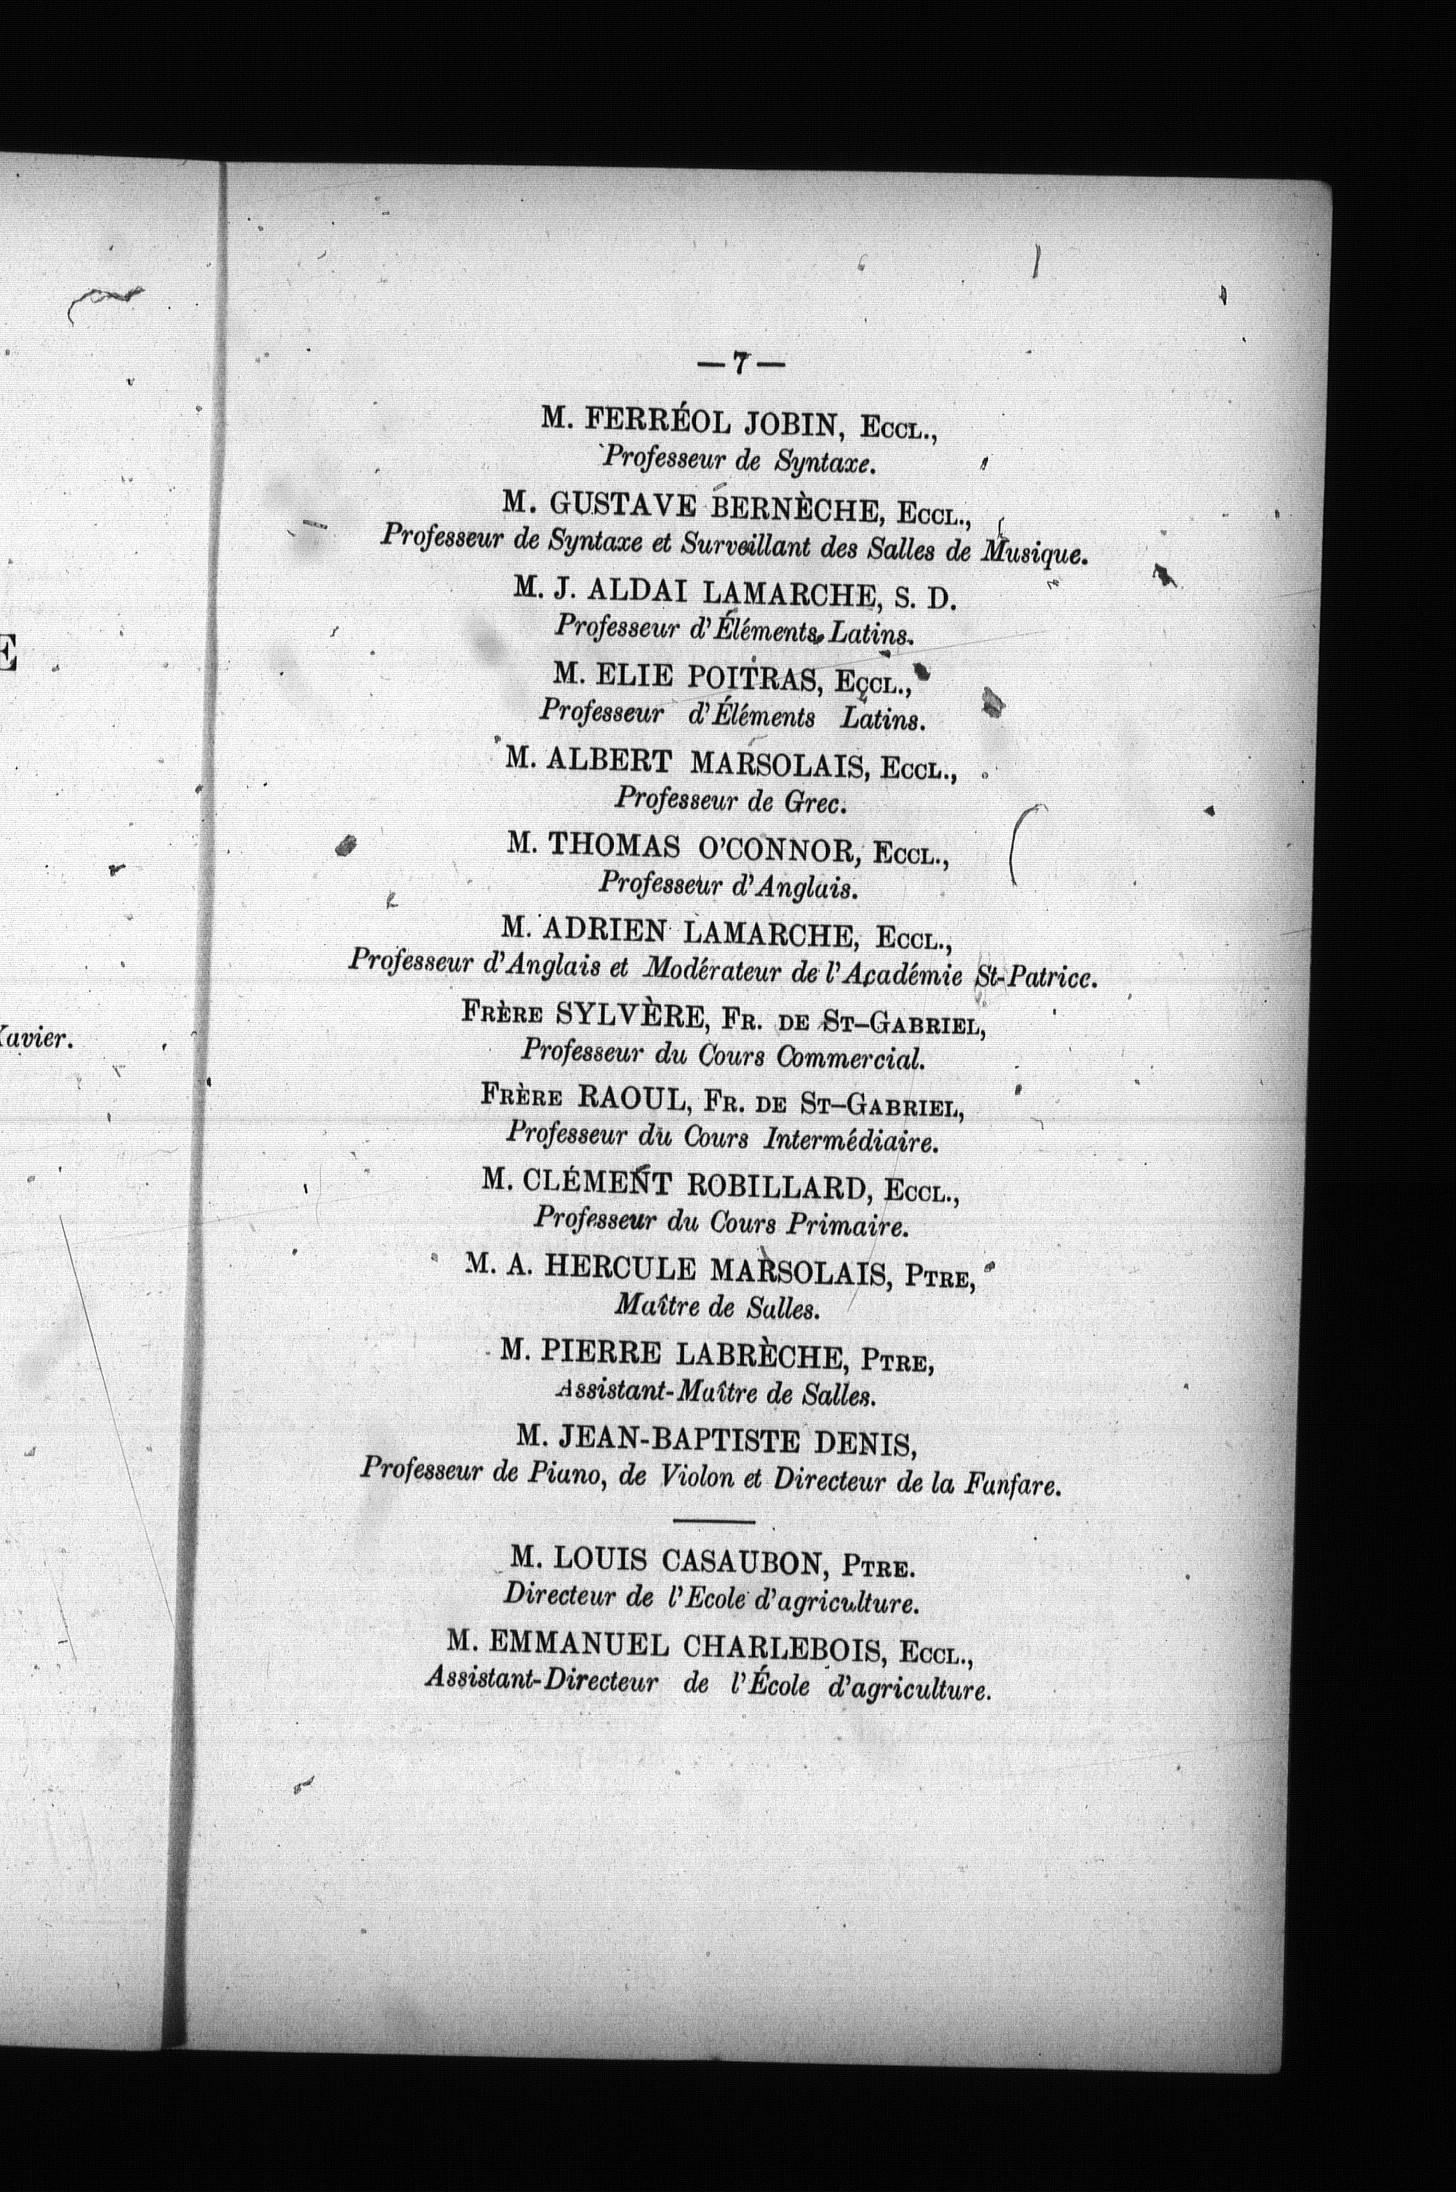 — 7 —
M. FERRÉOL JOBIN, ECCL.,
Professeur de Syntaxe.
M. GUSTAVE BERNÈCHE, ECCL.,
Professeur de Syntaxe et Surveillant des Salles de Musique.
M. J. ALDAI LAMARCHE, S. D.
Professeur d'Éléments Latins.
M. ELIE POITRAS, ECCL.,
Professeur d'Éléments Latins.
M. ALBERT MARSOLAIS, ECCL.,
Professeur de Grec.
M. THOMAS O'CONNOR, ECCL.,
Professeur d'Anglais.
M. ADRIEN LAMARCHE, ECCL.,
Professeur d'Anglais et Modérateur de l'Académie St-Patrice.
FRÈRE SYLVÈRE, FR. DE ST-GABRIEL,
Professeur du Cours Commercial.
FRÈRE RAOUL, FR. DE ST-GABRIEL,
Professeur du Cours Intermédiaire.
M. CLÉMENT ROBILLARD, ECCL.,
Professeur du Cours Primaire.
M. A. HERCULE MARSOLAIS, PTRE,
Maître de Salles.
M. PIERRE LABRÈCHE, PTRE,
Assistant-Maître de Salles.
M. JEAN-BAPTISTE DENIS,
Professeur de Piano, de Violon et Directeur de la Fanfare.
M. LOUIS CASAUBON, PTRE.
Directeur de l'Ecole d'agriculture.
M. EMMANUEL CHARLEBOIS, ECCL.,
Assistant-Directeur de l'École d'agriculture.